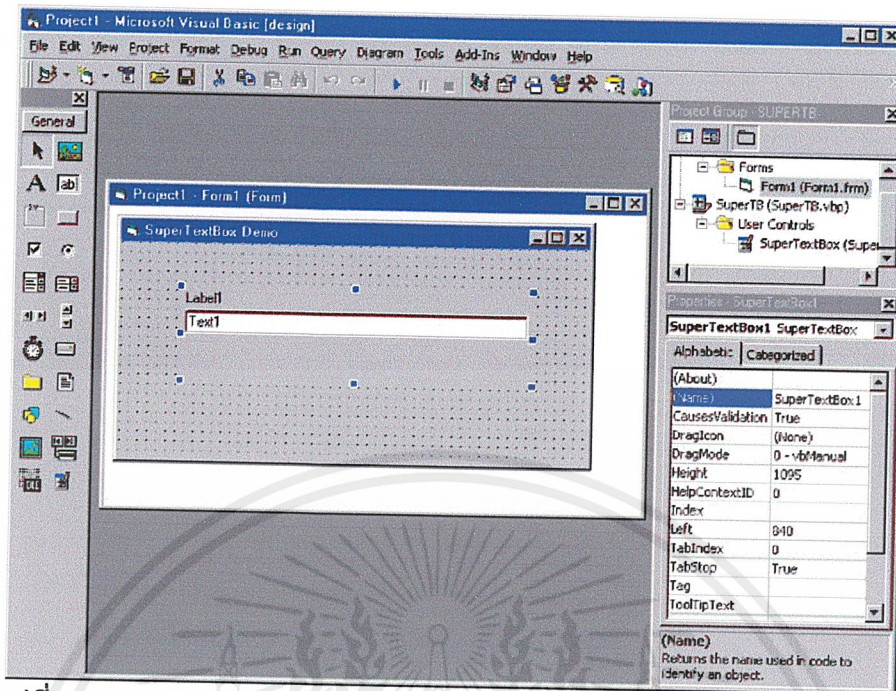 Project1 - Microsoft Visual Basic [design]
File Edit View Project Format Debug Run Query Diagram Tools Add-Ins Window Help
General
Project Group - SUPERTB
Forms
Form1 (Form1.frm)
SuperTB (SuperTB.vbp)
User Controls
SuperTextBox (Super
Project1 - Form1 (Form)
SuperTextBox Demo
Label1
Text1
Properties - SuperTextBox1
SuperTextBox1 SuperTextBox
Alphabetic Categorized
(About)
(Name) SuperTextBox1
CausesValidation True
DragIcon (None)
DragMode 0 - vbManual
Height 1095
HelpContextID 0
Index
Left 840
TabIndex 0
TabStop True
Tag
ToolTipText
(Name)
Returns the name used in code to
identify an object.